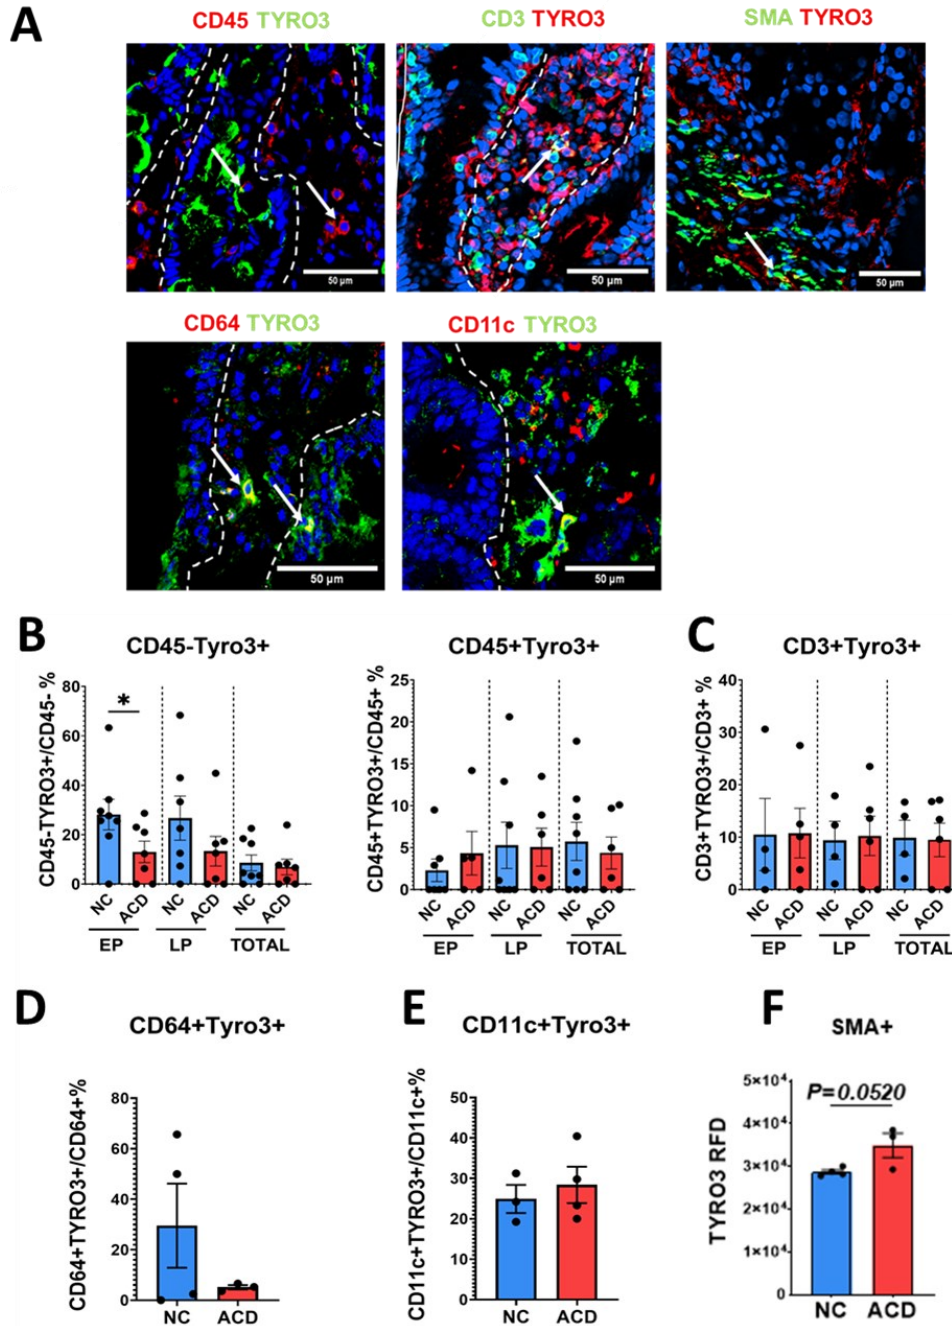 A
CD45 TYRO3
CD3 TYRO3
SMA TYRO3
50 µm
50 µm
50 µm
CD64 TYRO3
CD11c TYRO3
50 µm
50 µm
B
CD45-Tyro3+
CD45-TYRO3+/CD45- %
80
60
40
20
0
*
NC
ACD
NC
ACD
NC
ACD
EP
LP
TOTAL
CD45+Tyro3+
CD45+TYRO3+/CD45+ %
25
20
15
10
5
0
NC
ACD
NC
ACD
NC
ACD
EP
LP
TOTAL
C
CD3+Tyro3+
CD3+TYRO3+/CD3+ %
40
30
20
10
0
NC
ACD
NC
ACD
NC
ACD
EP
LP
TOTAL
D
CD64+Tyro3+
CD64+TYRO3+/CD64+%
80
60
40
20
0
NC
ACD
E
CD11c+Tyro3+
CD11c+TYRO3+/CD11c+%
50
40
30
20
10
0
NC
ACD
F
SMA+
TYRO3 RFD
5×10⁴
4×10⁴
3×10⁴
2×10⁴
1×10⁴
0
P=0.0520
NC
ACD